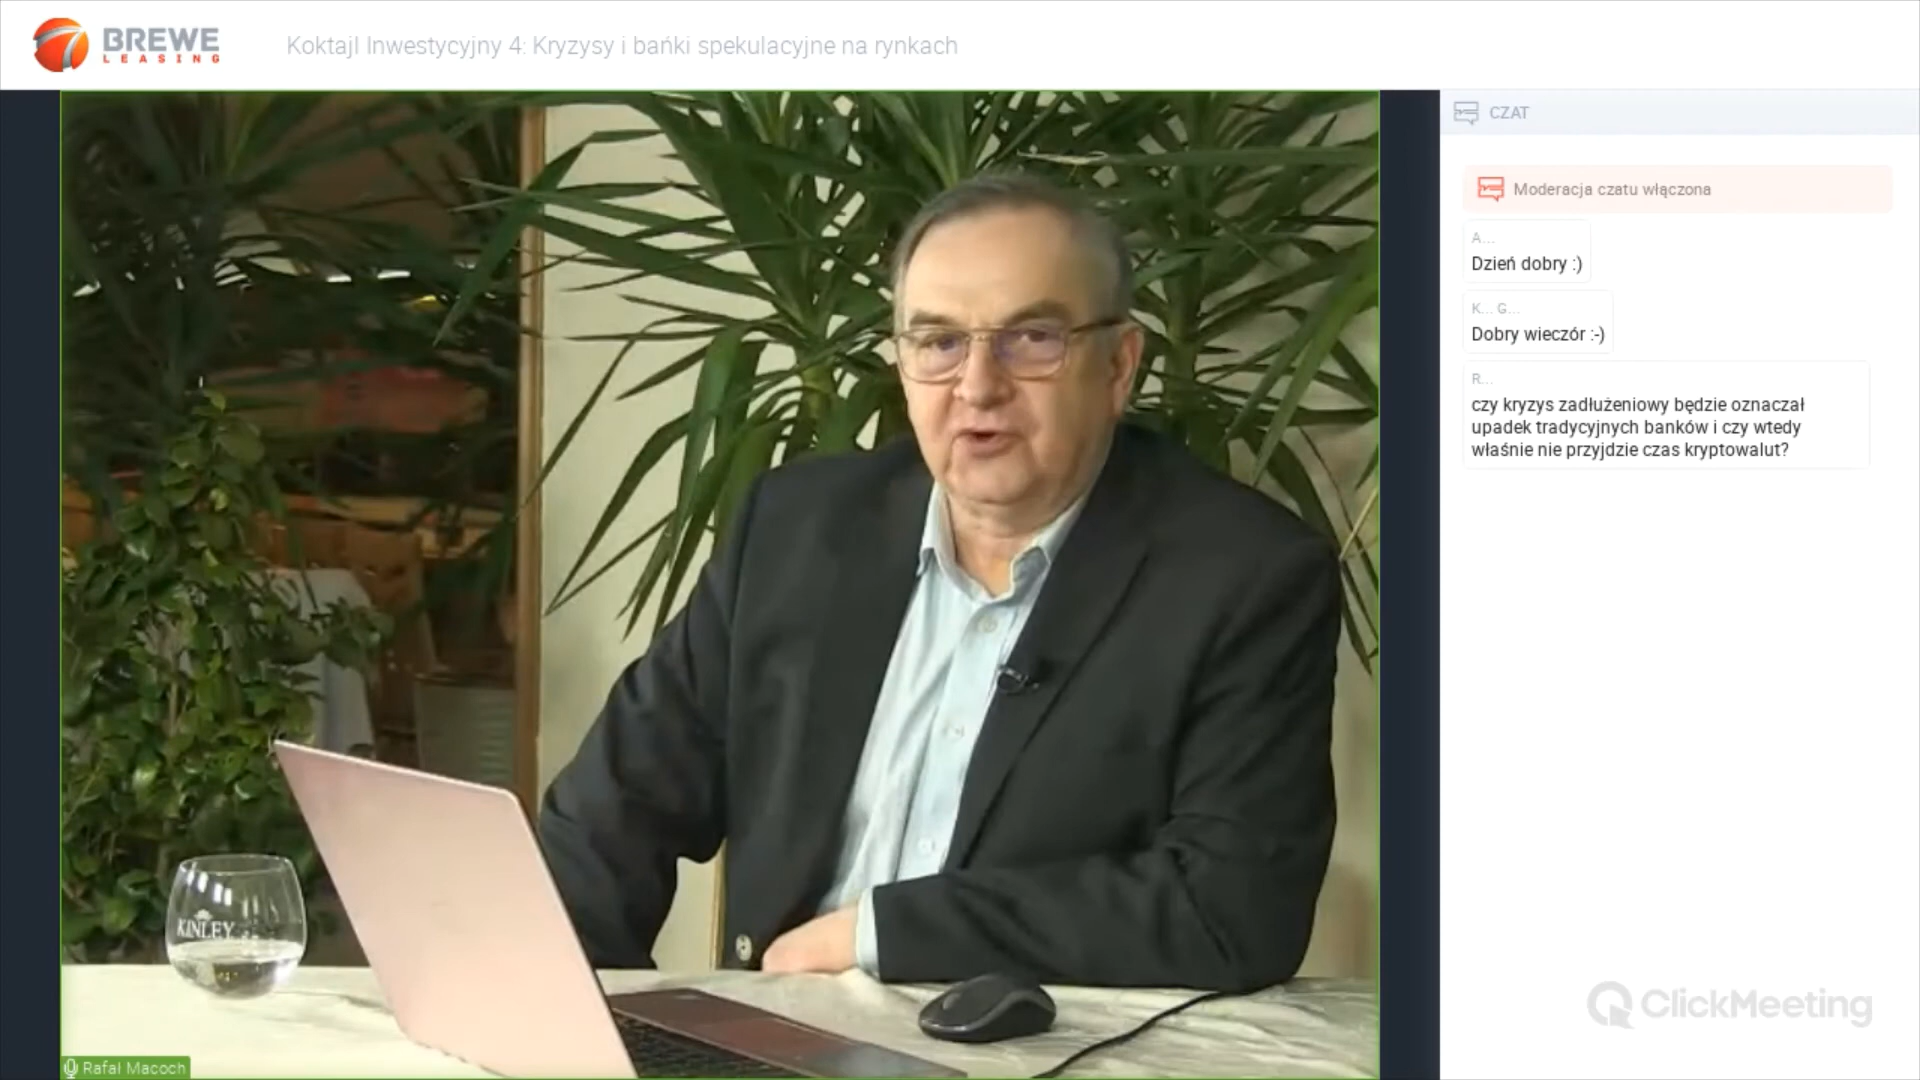 BREWE
LEASING
Koktajl Inwestycyjny 4: Kryzysy i bańki spekulacyjne na rynkach
CZAT
Moderacja czatu włączona
A...
Dzień dobry :)
K... G...
Dobry wieczór :-)
R...
czy kryzys zadłużeniowy będzie oznaczał
upadek tradycyjnych banków i czy wtedy
właśnie nie przyjdzie czas kryptowalut?
KINLEY
Rafał Macoch
ClickMeeting